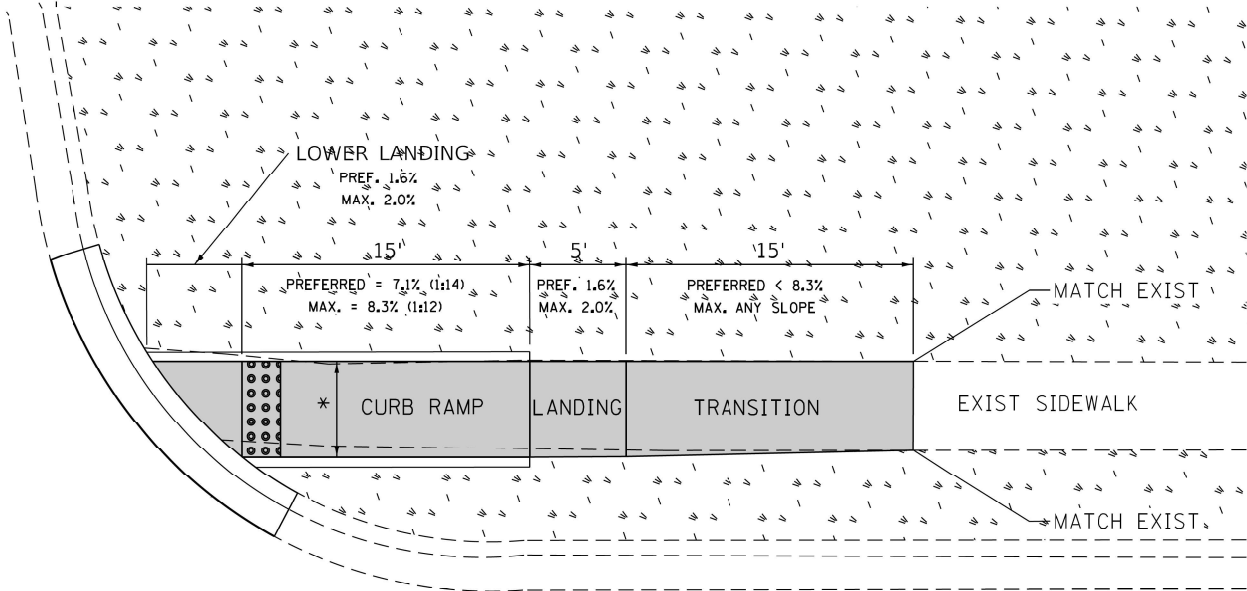 LOWER LANDING
PREF. 1.6%
MAX. 2.0%
15'
5'
15'
PREFERRED = 7.1% (1:14)
MAX. = 8.3% (1:12)
PREF. 1.6%
MAX. 2.0%
PREFERRED < 8.3%
MAX. ANY SLOPE
MATCH EXIST
* CURB RAMP
LANDING
TRANSITION
EXIST SIDEWALK
MATCH EXIST.